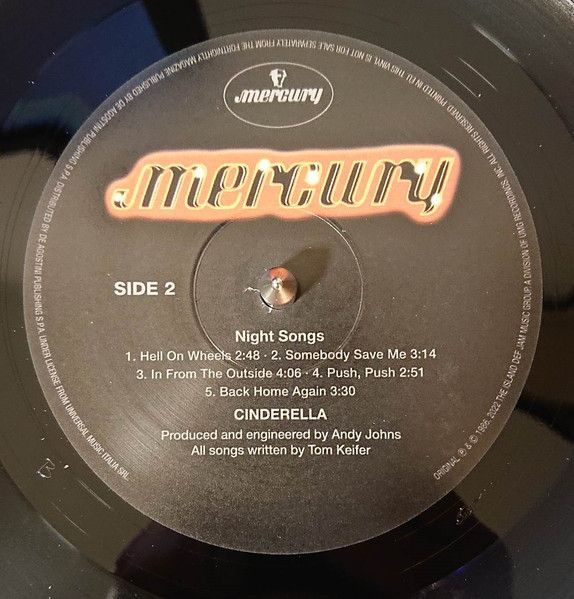 mercury
mercury
SIDE 2
Night Songs
1. Hell On Wheels 2:48 · 2. Somebody Save Me 3:14
3. In From The Outside 4:06 · 4. Push, Push 2:51
5. Back Home Again 3:30
CINDERELLA
Produced and engineered by Andy Johns
All songs written by Tom Keifer
ORIGINAL ℗ & © 1986, 2022 THE ISLAND DEF JAM MUSIC GROUP, A DIVISION OF UMG RECORDINGS, INC. ALL RIGHTS RESERVED PRINTED IN EU THIS VINYL IS NOT FOR SALE SEPARATELY FROM THE FORTNIGHTLY MAGAZINE PUBLISHED BY DE AGOSTINI PUBLISHING S.P.A. DISTRIBUTED BY DE AGOSTINI PUBLISHING S.P.A. UNDER LICENSE FROM UNIVERSAL MUSIC ITALIA SRL